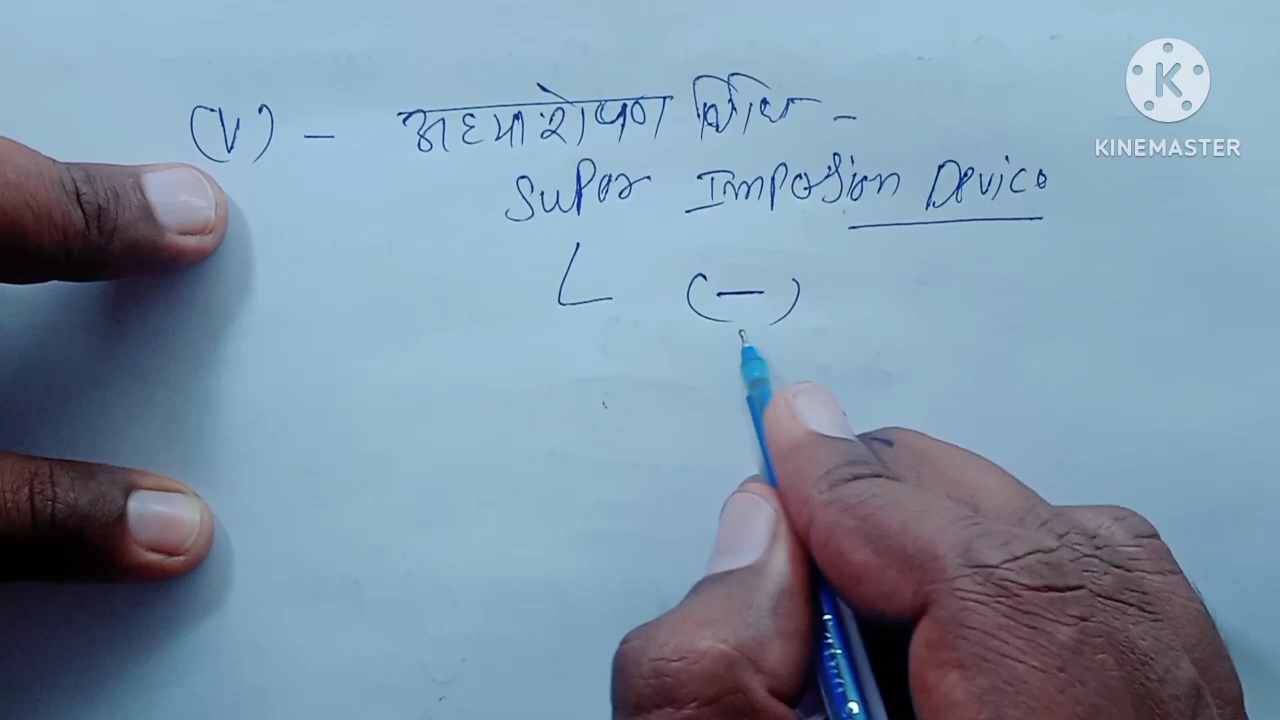 (V) - अध्यारोपण विधि -
Super Imposion Device
L (—)
KINEMASTER